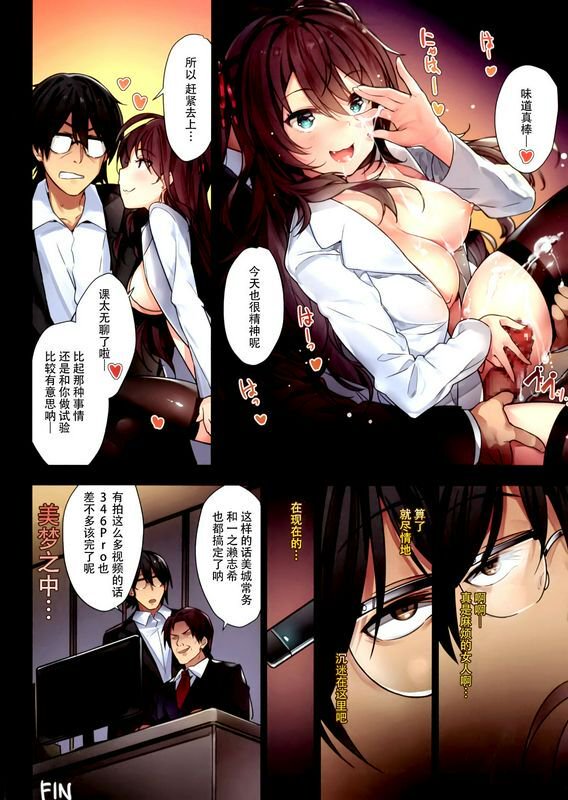 味道真棒—♥
にゃはー
今天也很精神呢
はーっ
はっ
ブビュッ
所以 赶紧去上…
课太无聊了啦
比起那种事情
还是和你做试验
比较有意思呐—
啊啊—
真是麻烦的女人啊…
算了
就尽情地
在现在的…
沉迷在这里吧
这样的话美城常务
和一之濑志希
也都搞定了呐
有拍这么多视频的话
346Pro也
差不多该完了呢
美梦之中…
FIN